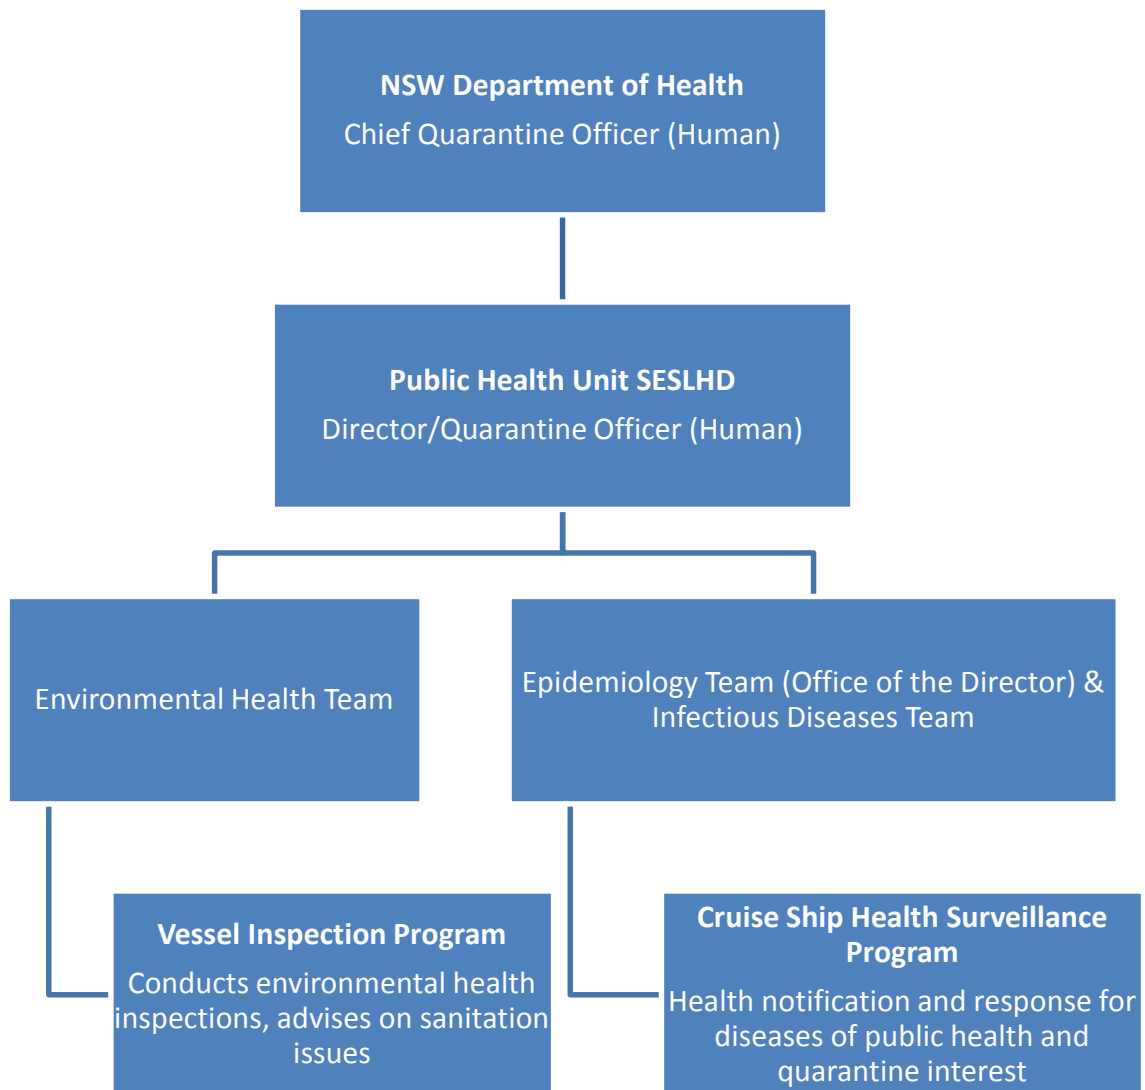 NSW Department of Health
Chief Quarantine Officer (Human)
Public Health Unit SESLHD
Director/Quarantine Officer (Human)
Environmental Health Team
Epidemiology Team (Office of the Director) &
Infectious Diseases Team
Vessel Inspection Program
Conducts environmental health
inspections, advises on sanitation
issues
Cruise Ship Health Surveillance
Program
Health notification and response for
diseases of public health and
quarantine interest